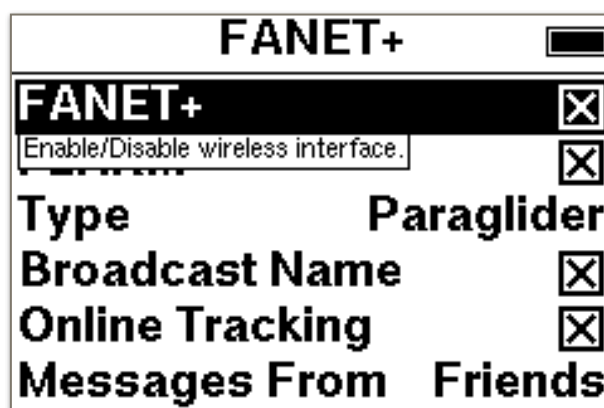 FANET+
FANET+
Enable/Disable wireless interface.
Type Paraglider
Broadcast Name
Online Tracking
Messages From Friends